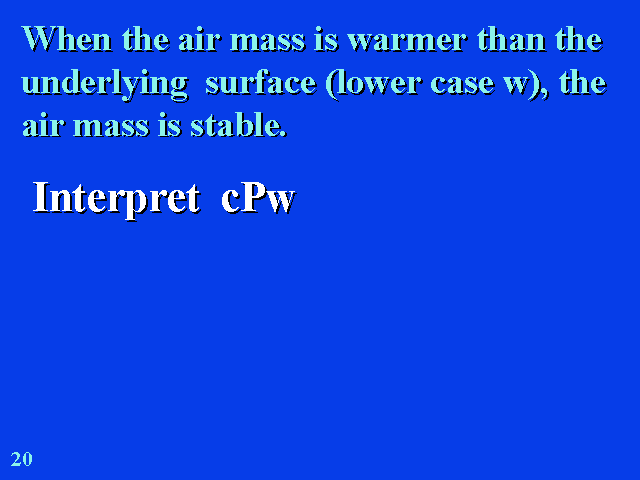 When the air mass is warmer than the
underlying surface (lower case w), the
air mass is stable.
Interpret cPw
20